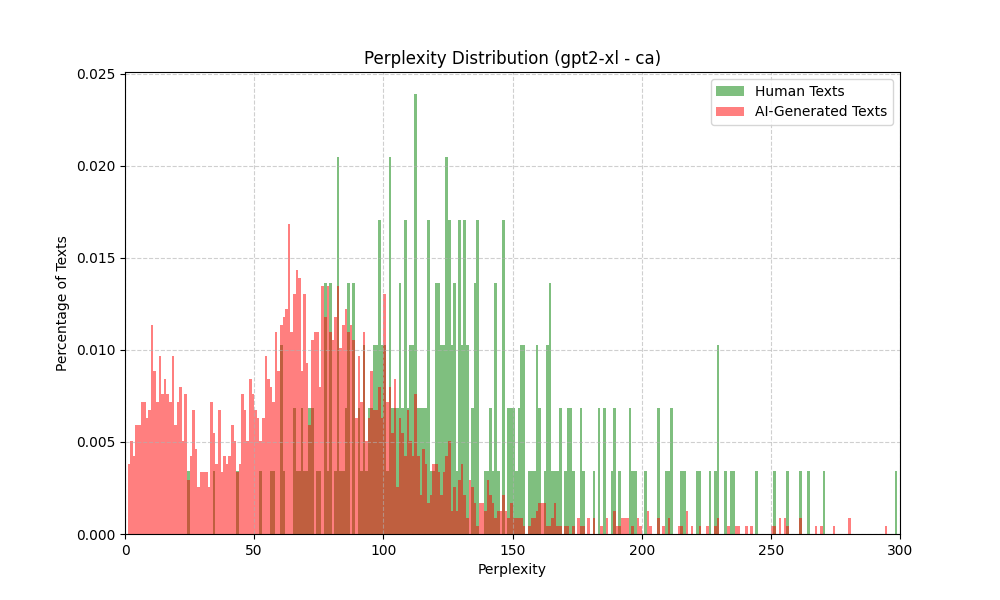 Perplexity Distribution (gpt2-xl - ca)
Human Texts
AI-Generated Texts
Percentage of Texts
0.025
0.020
0.015
0.010
0.005
0.000
0 50 100 150 200 250 300
Perplexity